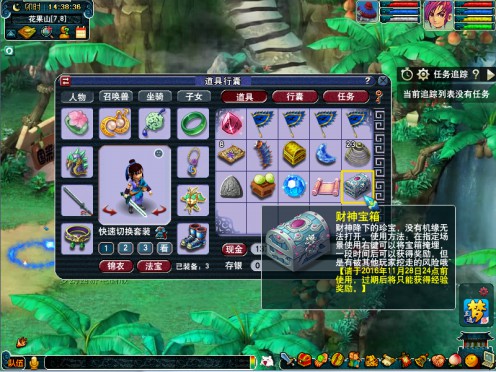 14:38:36
花果山[7,8]
道具行囊
任务追踪 ?
当前追踪列表没有任务
人物
召唤兽
坐骑
子女
道具
行囊
任务
8
23
快速切换套装
1
2
3
看
锦衣
法宝
已装备，3
现金
存银
财神宝箱
财神降下的珍宝，没有机缘无
法打开，使用方法，在指定场
景使用右键可以将宝箱掩埋，
一段时间后可以获得奖励，但
是有被其他玩家挖走的风险哦
【请于2016年11月28日24点前
使用，过期后将只能获得经验
奖励。】
队伍
梦